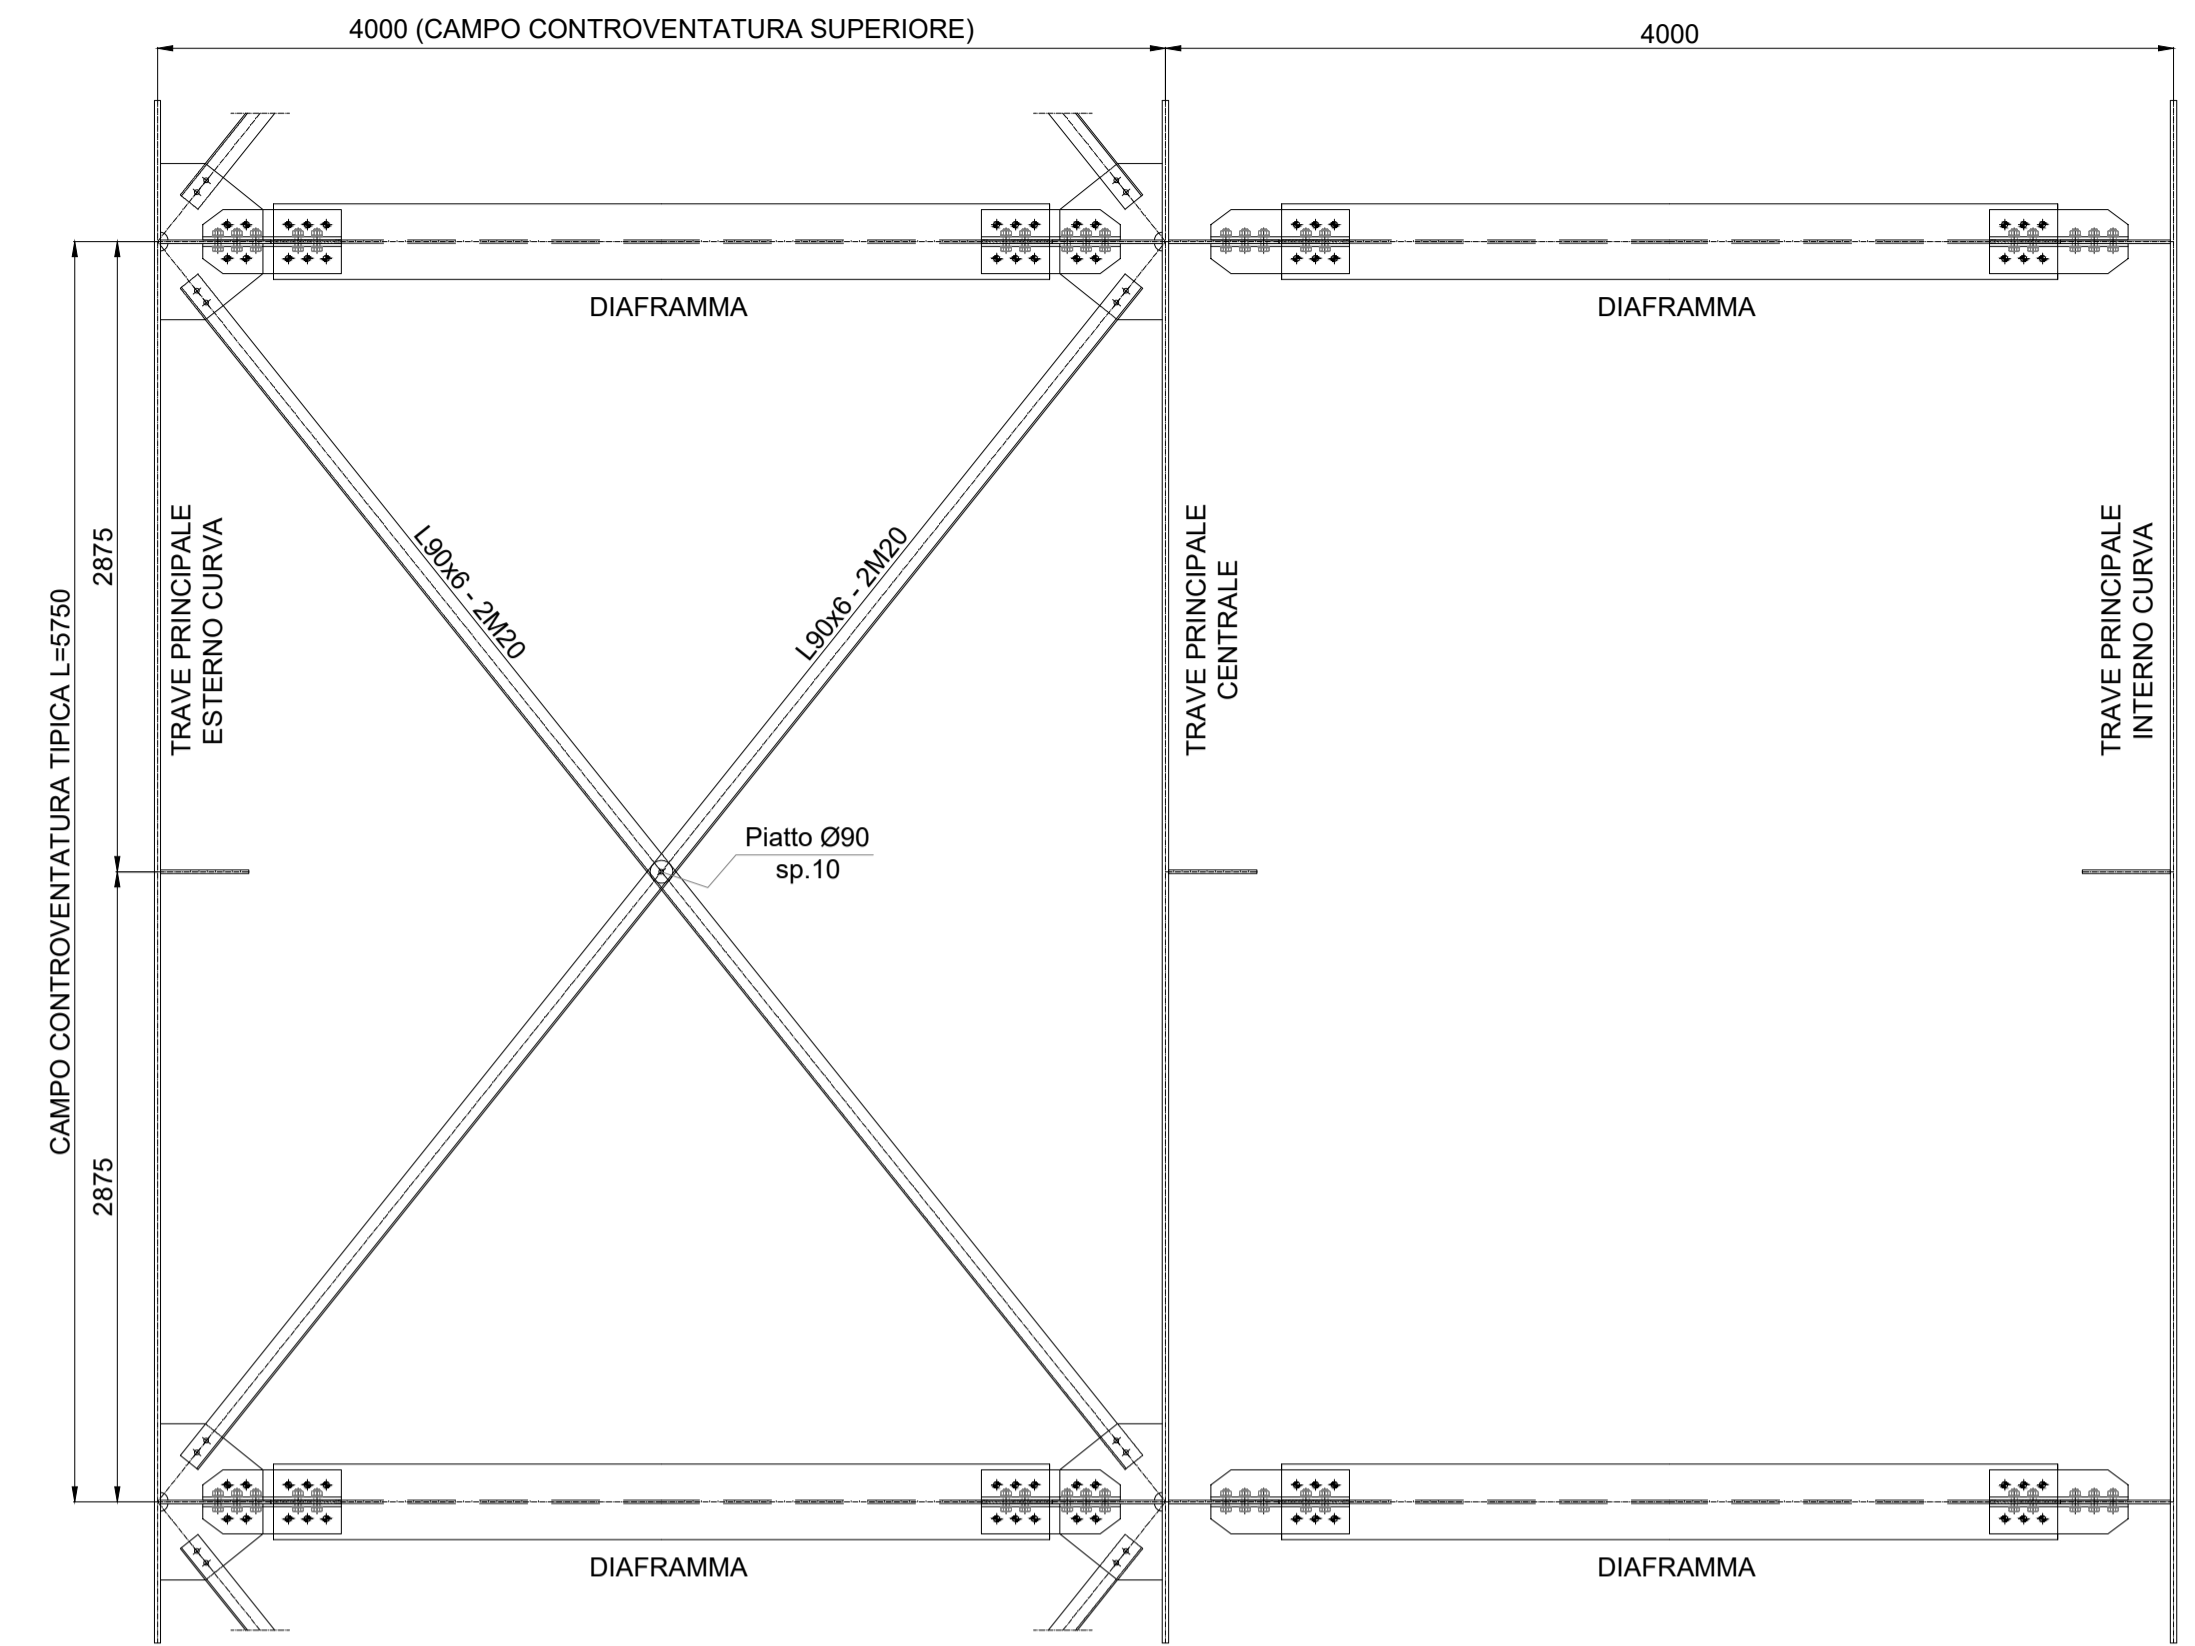 4000 (CAMPO CONTROVENTATURA SUPERIORE)
4000
DIAFRAMMA
DIAFRAMMA
CAMPO CONTROVENTATURA TIPICA L=5750
2875
2875
TRAVE PRINCIPALE
ESTERNO CURVA
L90x6 - 2M20
L90x6 - 2M20
TRAVE PRINCIPALE
CENTRALE
TRAVE PRINCIPALE
INTERNO CURVA
Piatto Ø90
sp.10
DIAFRAMMA
DIAFRAMMA